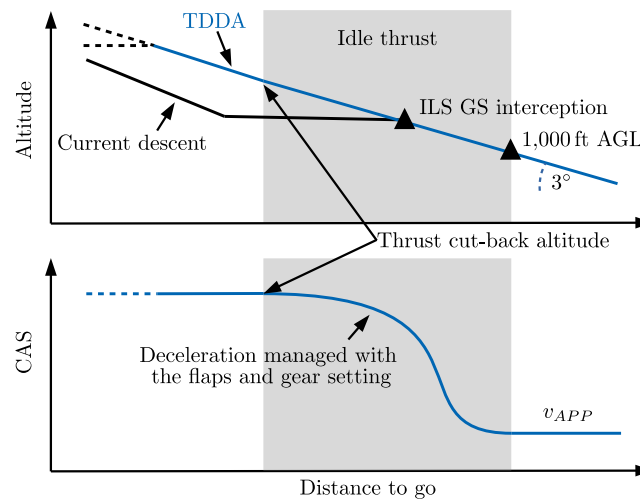 TDDA
Idle thrust
Altitude
Current descent
ILS GS interception
1,000 ft AGL
3°
Thrust cut-back altitude
CAS
Deceleration managed with
the flaps and gear setting
v_APP
Distance to go